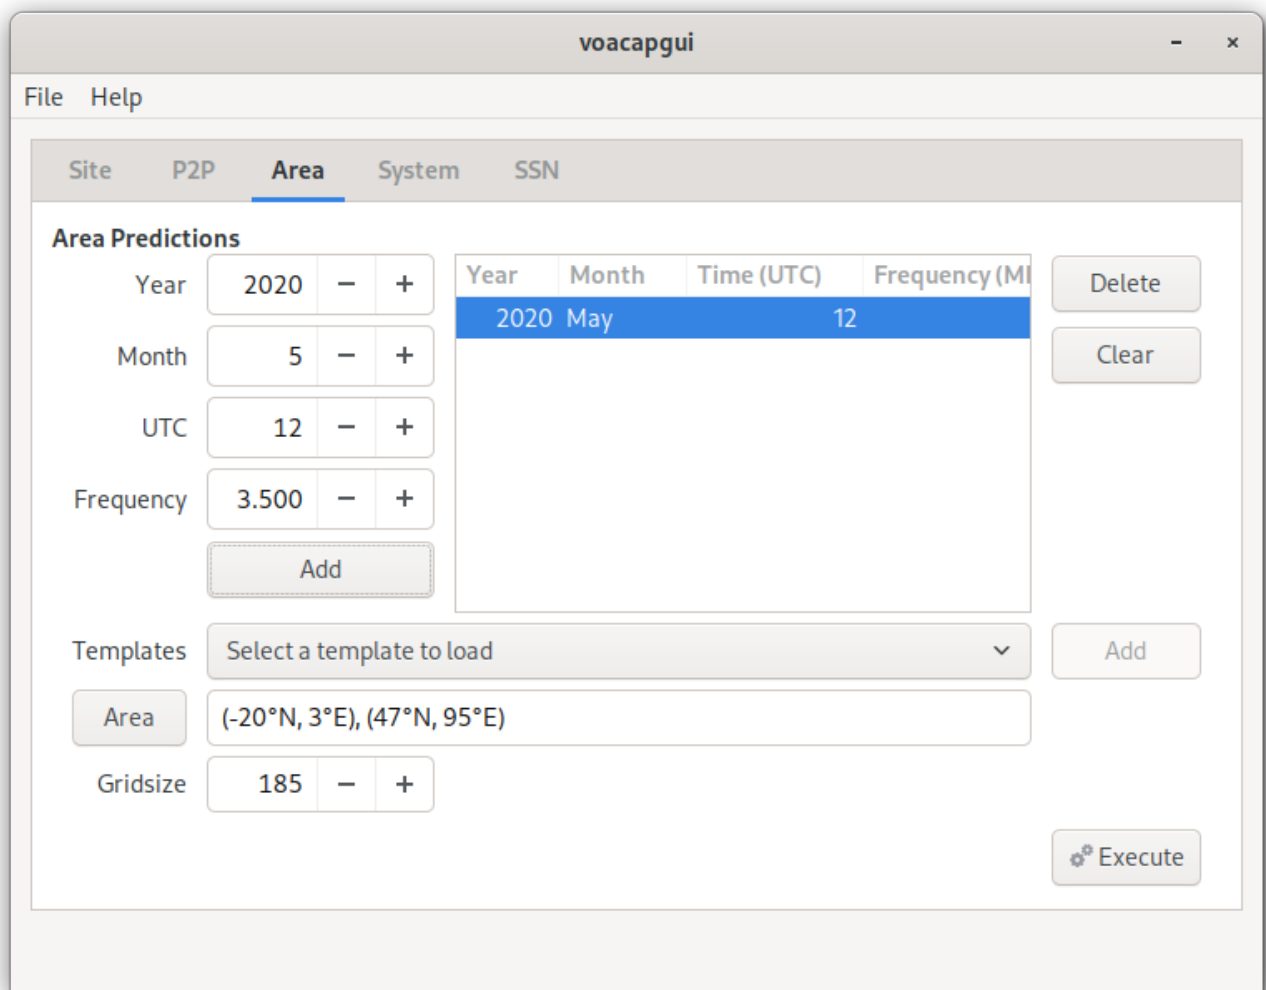 voacapgui
File Help
Site P2P Area System SSN
Area Predictions
Year 2020 − +
Month 5 − +
UTC 12 − +
Frequency 3.500 − +
Add
Year Month Time (UTC) Frequency (MI
2020 May 12
Delete
Clear
Templates Select a template to load Add
Area (-20°N, 3°E), (47°N, 95°E)
Gridsize 185 − +
Execute